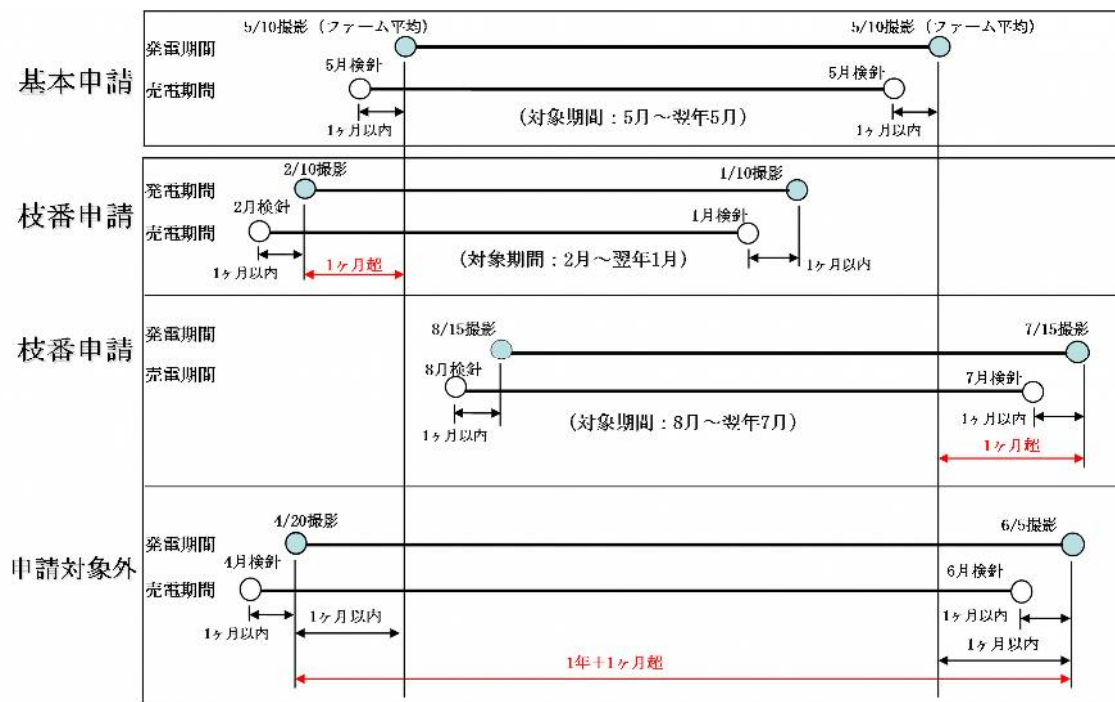 5/10撮影（ファーム平均）
5/10撮影（ファーム平均）
発電期間
5月検針
5月検針
基本申請
売電期間
1ヶ月以内
（対象期間：5月～翌年5月）
1ヶ月以内
2/10撮影
1/10撮影
発電期間
枝番申請
2月検針
1月検針
売電期間
1ヶ月以内
1ヶ月超
（対象期間：2月～翌年1月）
1ヶ月以内
発電期間
8/15撮影
7/15撮影
枝番申請
売電期間
8月検針
7月検針
1ヶ月以内
（対象期間：8月～翌年7月）
1ヶ月以内
1ヶ月超
4/20撮影
6/5撮影
発電期間
4月検針
6月検針
申請対象外
売電期間
1ヶ月以内
1ヶ月以内
1ヶ月以内
1ヶ月以内
1年＋1ヶ月超